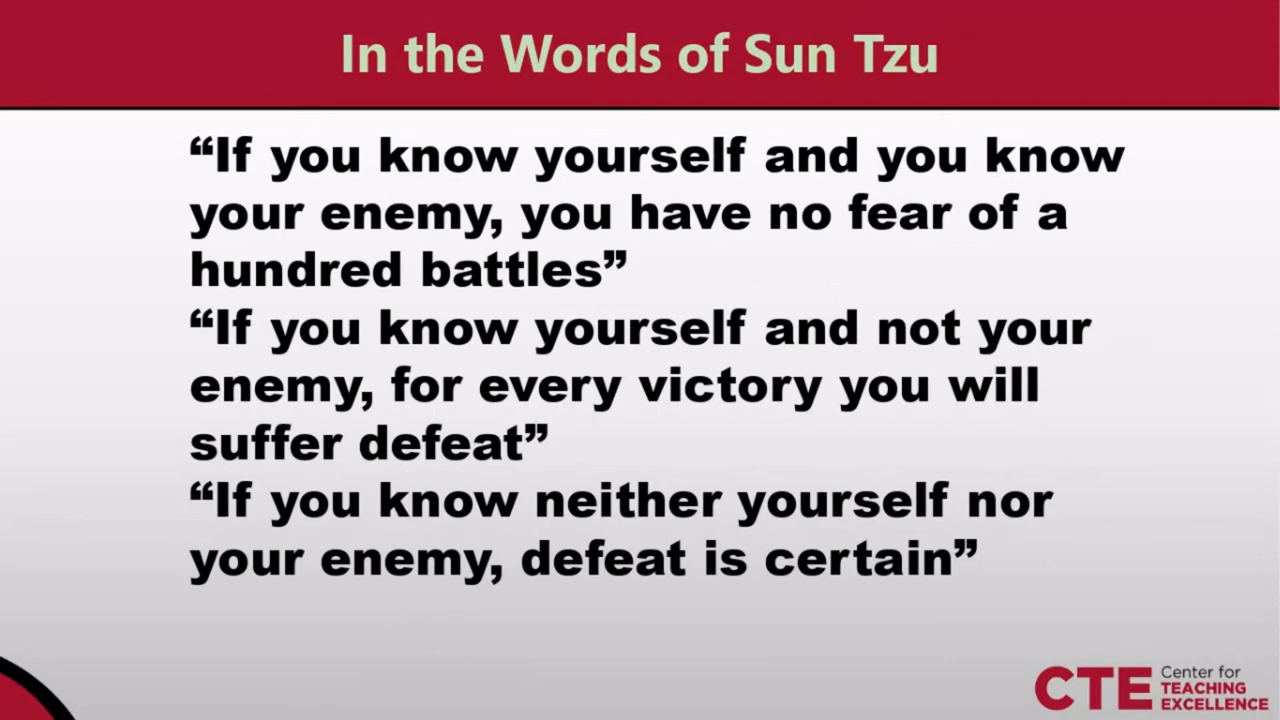 In the Words of Sun Tzu
“If you know yourself and you know
your enemy, you have no fear of a
hundred battles”
“If you know yourself and not your
enemy, for every victory you will
suffer defeat”
“If you know neither yourself nor
your enemy, defeat is certain”
CTE
Center for
TEACHING
EXCELLENCE